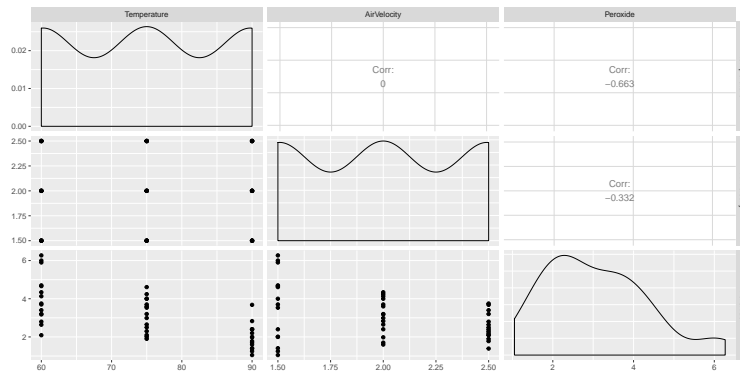 Temperature
AirVelocity
Peroxide
0.02
0.01
0.00
Corr:
0
Corr:
−0.663
2.50
2.25
2.00
1.75
1.50
Corr:
−0.332
6
4
2
60 70 80 90
1.50 1.75 2.00 2.25 2.50
2 4 6